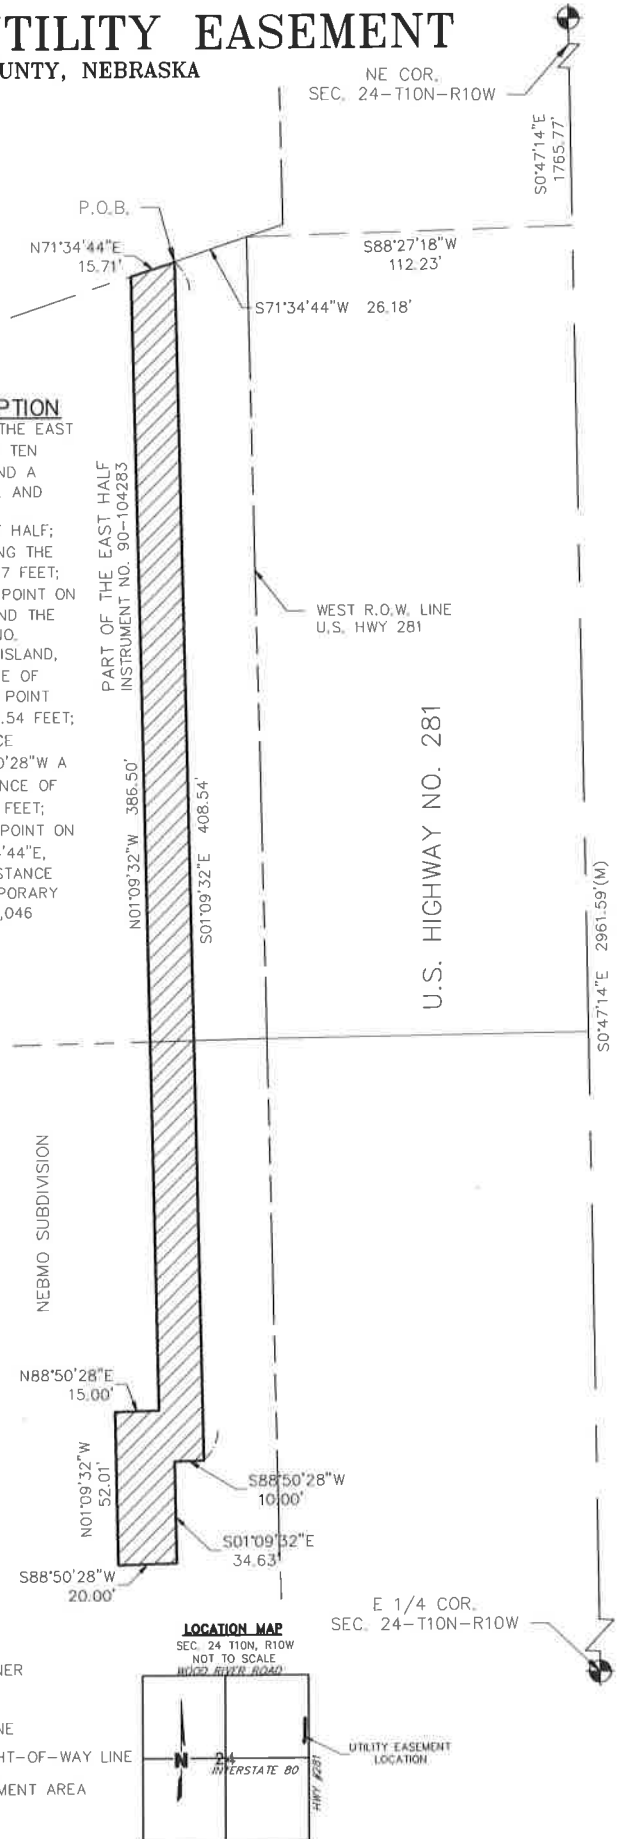 UTILITY EASEMENT
COUNTY, NEBRASKA
NE COR.
SEC. 24-T10N-R10W
S0°47'14"E
1765.77'
P.O.B.
N71°34'44"E
15.71'
S88°27'18"W
112.23'
S71°34'44"W 26.18'
PTION
THE EAST
TEN
ND A
AND
HALF;
NG THE
7 FEET;
POINT ON
ND THE
NO.
ISLAND,
E OF
POINT
.54 FEET;
CE
0'28"W A
NCE OF
FEET;
POINT ON
'44"E,
STANCE
PORARY
,046
PART OF THE EAST HALF
INSTRUMENT NO. 90-104283
WEST R.O.W. LINE
U.S. HWY 281
N01°09'32"W 386.50'
S01°09'32"E 408.54'
U.S. HIGHWAY NO. 281
S0°47'14"E 2961.59'(M)
NEBMO SUBDIVISION
N88°50'28"E
15.00'
N01°09'32"W
52.01'
S88°50'28"W
10.00'
S01°09'32"E
34.63'
S88°50'28"W
20.00'
E 1/4 COR.
SEC. 24-T10N-R10W
LOCATION MAP
SEC. 24 T10N, R10W
NOT TO SCALE
WOOD RIVER ROAD
N
24
INTERSTATE 80
HWY #281
UTILITY EASEMENT
LOCATION
NER
NE
HT-OF-WAY LINE
MENT AREA